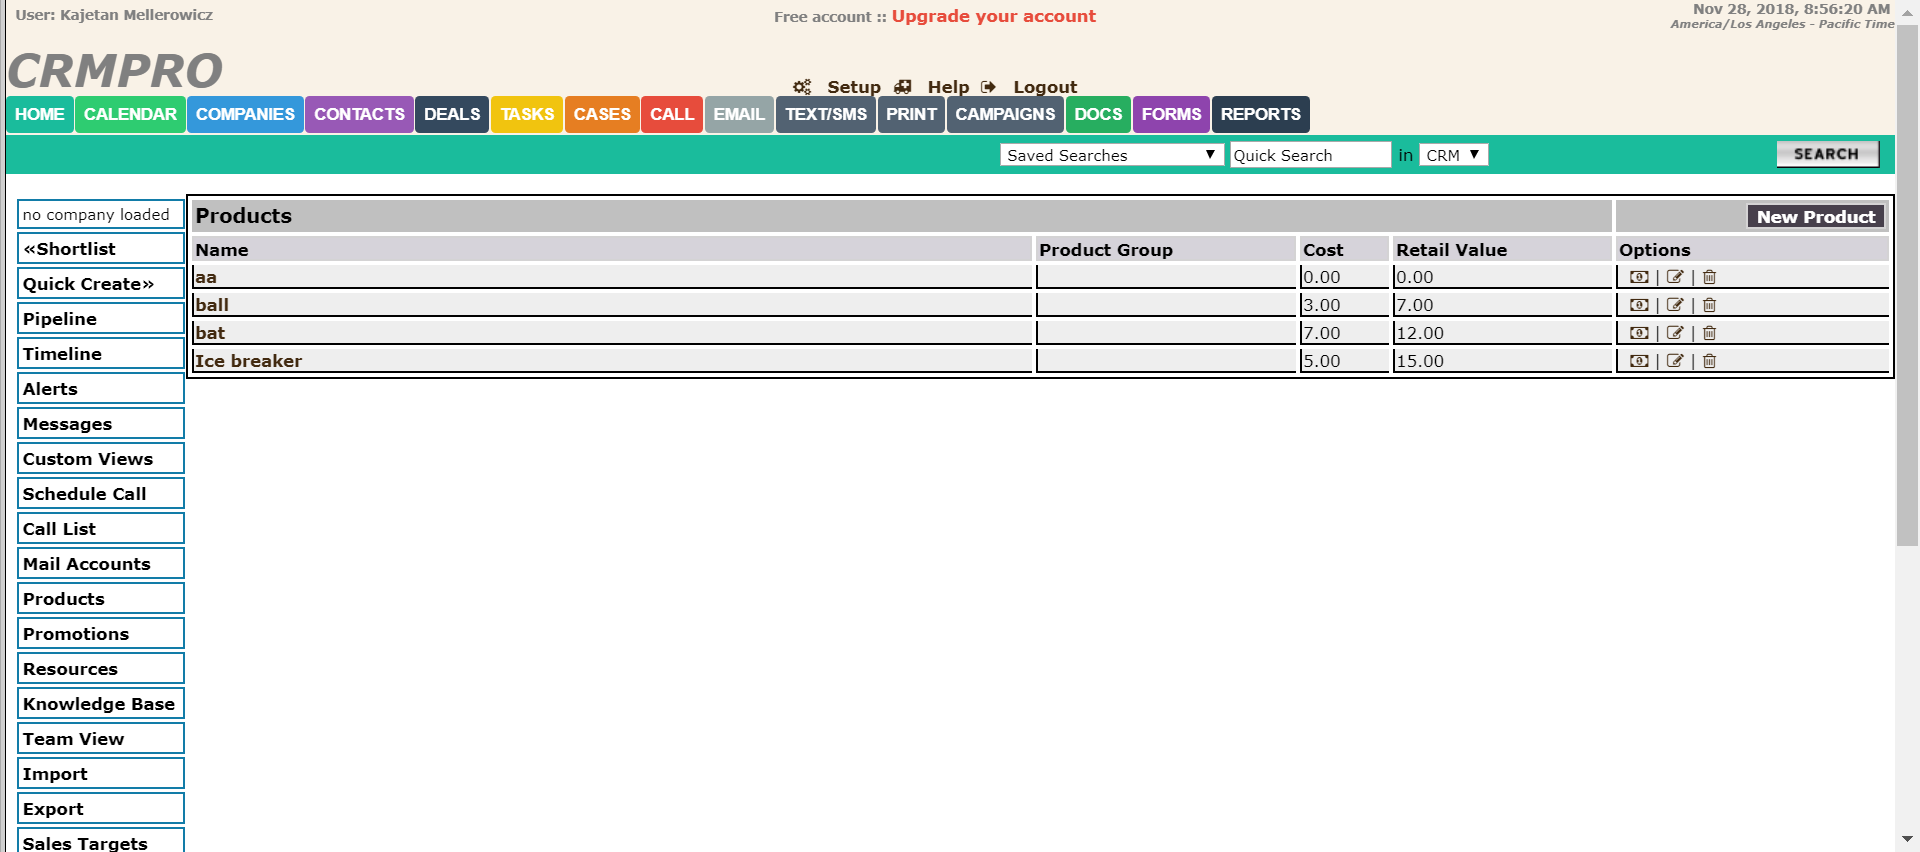 User: Kajetan Mellerowicz
Free account :: Upgrade your account
Nov 28, 2018, 8:56:20 AM
America/Los Angeles - Pacific Time
CRMPRO
Setup Help Logout
HOME CALENDAR COMPANIES CONTACTS DEALS TASKS CASES CALL EMAIL TEXT/SMS PRINT CAMPAIGNS DOCS FORMS REPORTS
Saved Searches ▼ Quick Search in CRM ▼ SEARCH
no company loaded
«Shortlist
Quick Create»
Pipeline
Timeline
Alerts
Messages
Custom Views
Schedule Call
Call List
Mail Accounts
Products
Promotions
Resources
Knowledge Base
Team View
Import
Export
Sales Targets
Products New Product
Name Product Group Cost Retail Value Options
aa 0.00 0.00 | |
ball 3.00 7.00 | |
bat 7.00 12.00 | |
Ice breaker 5.00 15.00 | |